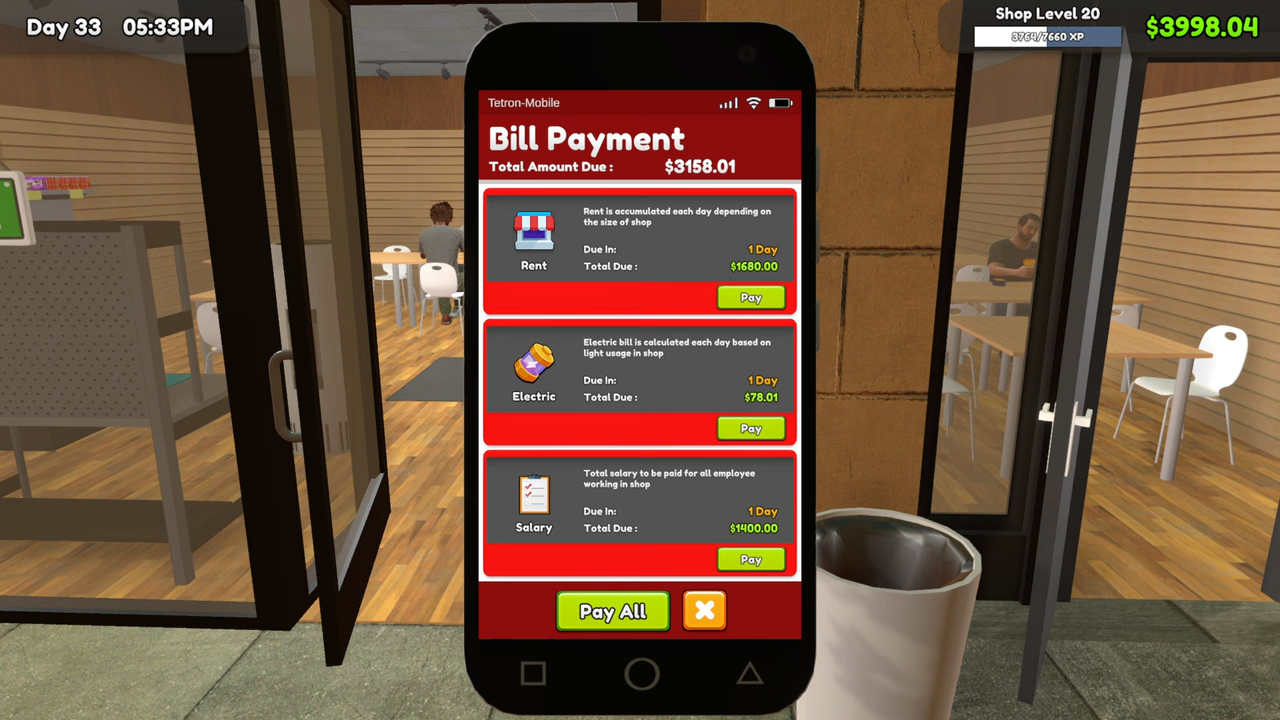 Day 33 05:33PM
Shop Level 20
3764/7660 XP
$3998.04
Tetron-Mobile
Bill Payment
Total Amount Due : $3158.01
Rent is accumulated each day depending on
the size of shop
Due In: 1 Day
Total Due : $1680.00
Rent
Pay
Electric bill is calculated each day based on
light usage in shop
Due In: 1 Day
Total Due : $78.01
Electric
Pay
Total salary to be paid for all employee
working in shop
Due In: 1 Day
Total Due : $1400.00
Salary
Pay
Pay All